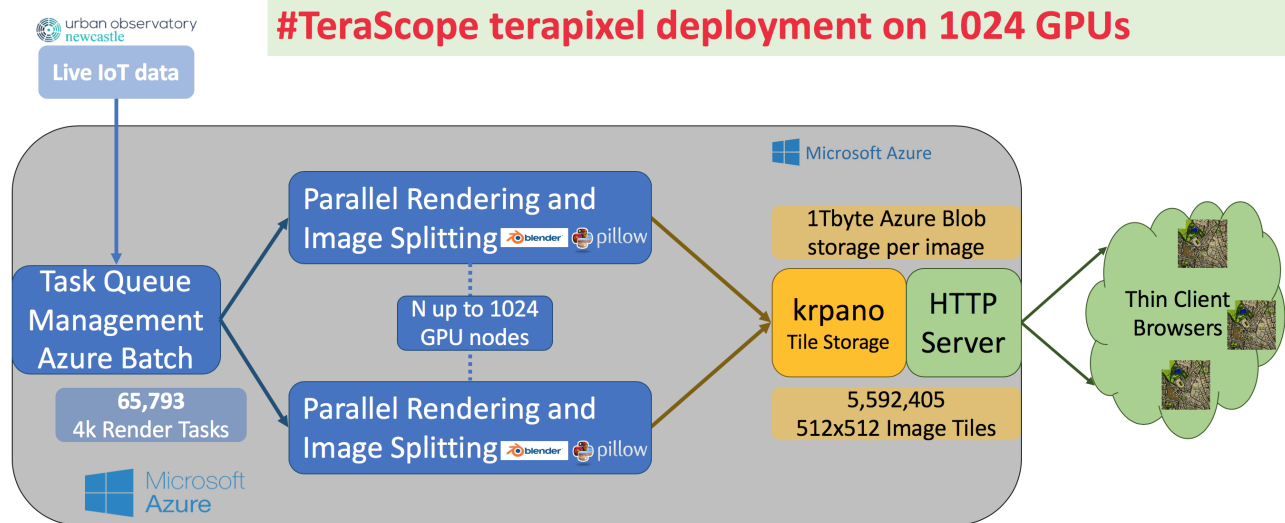 urban observatory
newcastle
#TeraScope terapixel deployment on 1024 GPUs
Live IoT data
Microsoft Azure
Parallel Rendering and
Image Splitting blender pillow
1Tbyte Azure Blob
storage per image
Task Queue
Management
Azure Batch
N up to 1024
GPU nodes
krpano
Tile Storage
HTTP
Server
Thin Client
Browsers
65,793
4k Render Tasks
Parallel Rendering and
Image Splitting blender pillow
5,592,405
512x512 Image Tiles
Microsoft
Azure